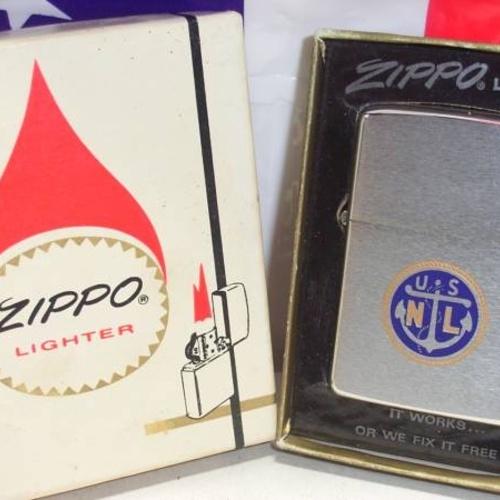 ZIPPO®
LIGHTER
ZIPPO®
U S
N L
IT WORKS...
OR WE FIX IT FREE